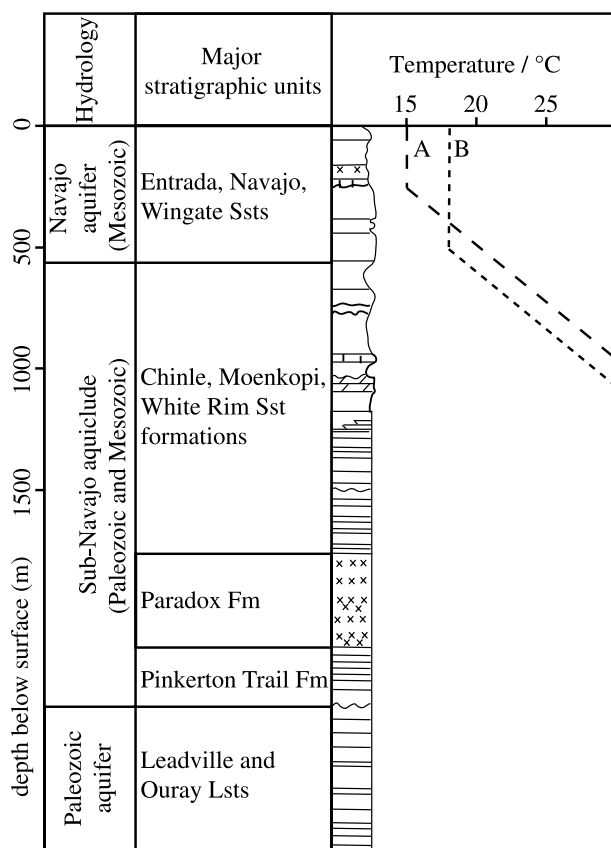 Hydrology
Major
stratigraphic units
Temperature / °C
15 20 25
A B
0
500
1000
1500
depth below surface (m)
Navajo
aquifer
(Mesozoic)
Entrada, Navajo,
Wingate Ssts
Sub-Navajo aquiclude
(Paleozoic and Mesozoic)
Chinle, Moenkopi,
White Rim Sst
formations
Paradox Fm
Pinkerton Trail Fm
Paleozoic
aquifer
Leadville and
Ouray Lsts